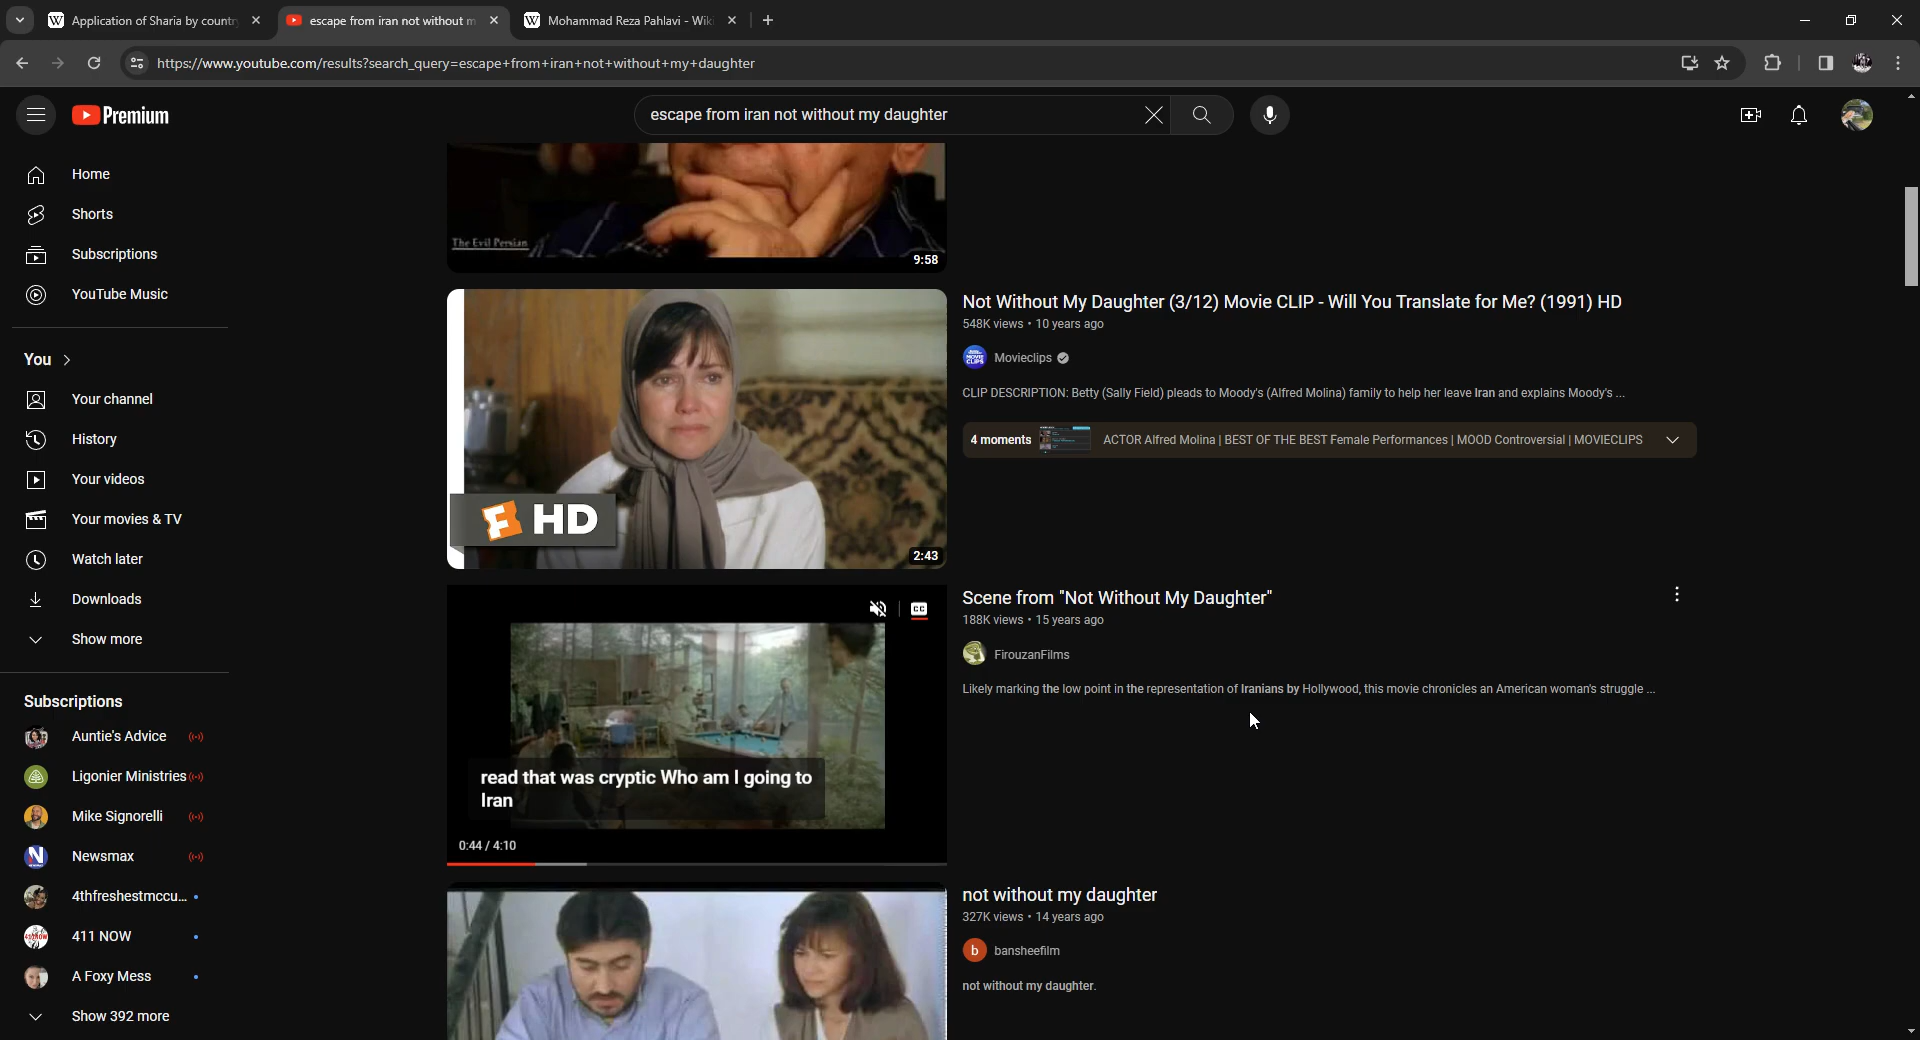 Application of Sharia by countr
escape from iran not without m
Mohammad Reza Pahlavi - Wiki
https://www.youtube.com/results?search_query=escape+from+iran+not+without+my+daughter
Premium
escape from iran not without my daughter
Home
Shorts
Subscriptions
YouTube Music
You
Your channel
History
Your videos
Your movies & TV
Watch later
Downloads
Show more
Subscriptions
Auntie's Advice
Ligonier Ministries
Mike Signorelli
Newsmax
4thfreshestmccu...
411 NOW
A Foxy Mess
Show 392 more
The Evil Persian
9:58
F HD
2:43
Not Without My Daughter (3/12) Movie CLIP - Will You Translate for Me? (1991) HD
548K views • 10 years ago
Movieclips
CLIP DESCRIPTION: Betty (Sally Field) pleads to Moody's (Alfred Molina) family to help her leave Iran and explains Moody's ...
4 moments ACTOR Alfred Molina | BEST OF THE BEST Female Performances | MOOD Controversial | MOVIECLIPS
CC
read that was cryptic Who am I going to
Iran
0:44 / 4:10
Scene from "Not Without My Daughter"
188K views • 15 years ago
FirouzanFilms
Likely marking the low point in the representation of Iranians by Hollywood, this movie chronicles an American woman's struggle ...
not without my daughter
327K views • 14 years ago
b bansheefilm
not without my daughter.